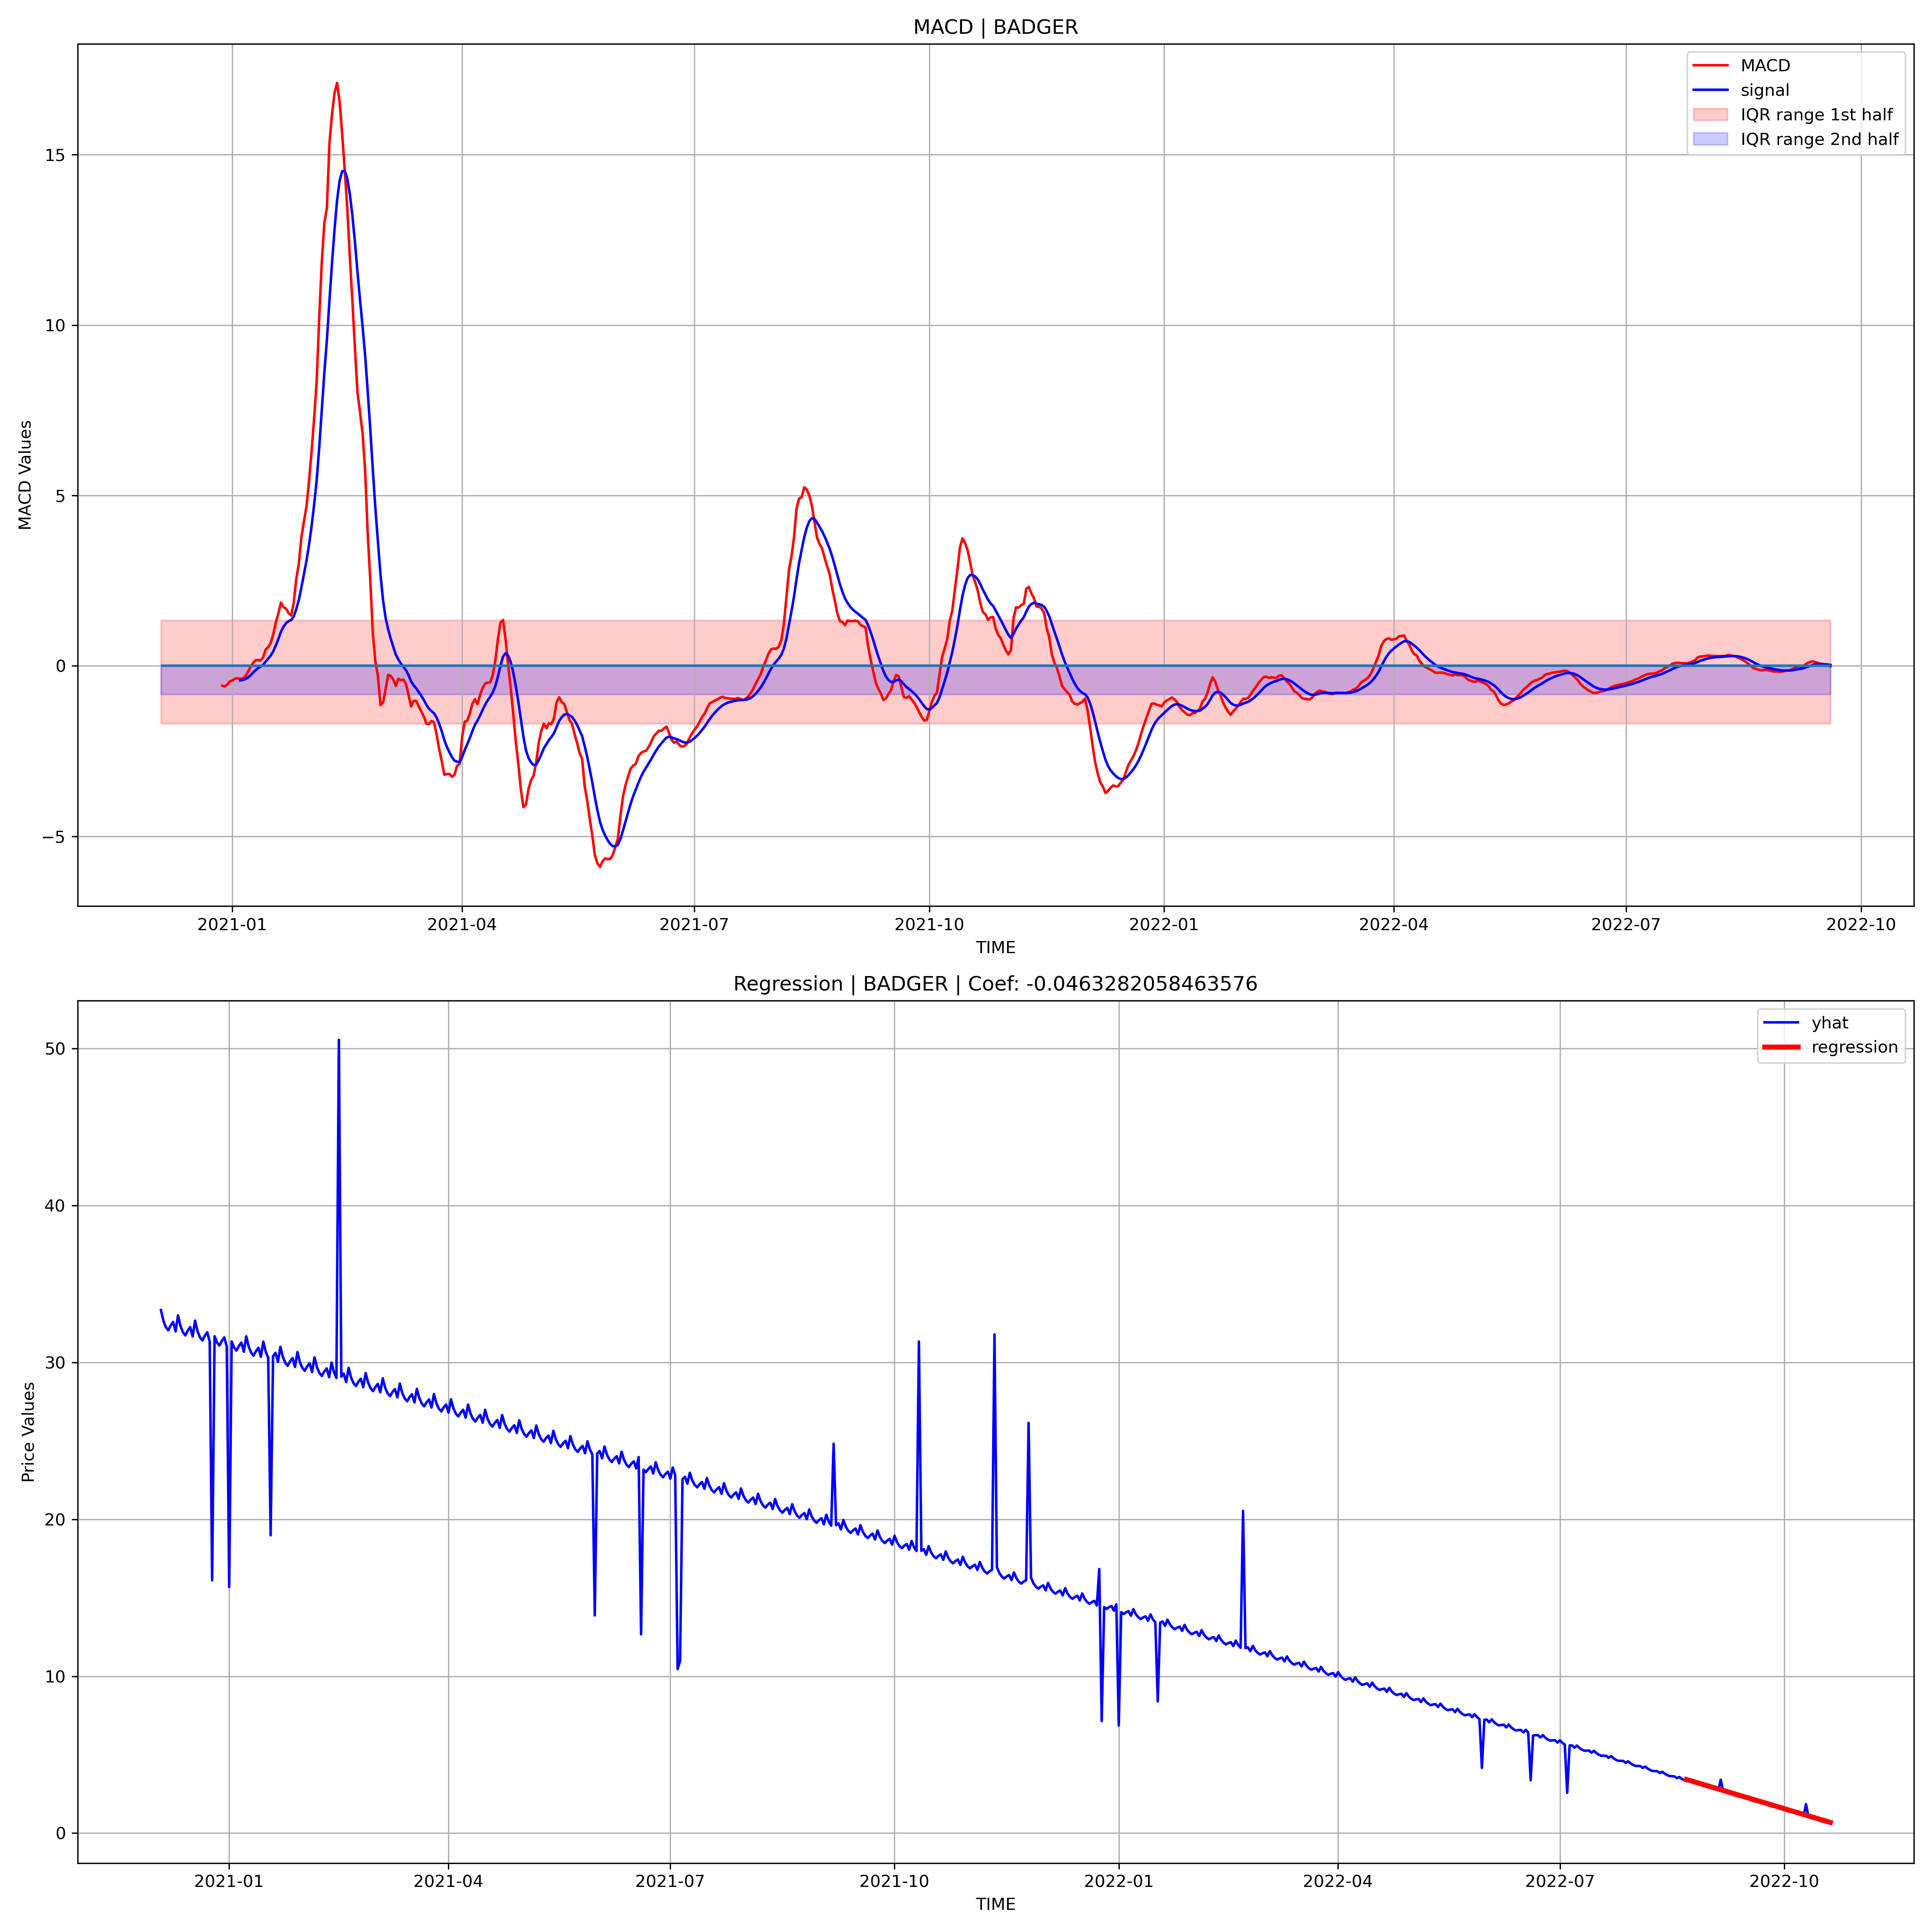 MACD | BADGER
MACD
signal
IQR range 1st half
IQR range 2nd half
MACD Values
15
10
5
0
−5
2021-01 2021-04 2021-07 2021-10 2022-01 2022-04 2022-07 2022-10
TIME
Regression | BADGER | Coef: -0.0463282058463576
yhat
regression
Price Values
50
40
30
20
10
0
2021-01 2021-04 2021-07 2021-10 2022-01 2022-04 2022-07 2022-10
TIME